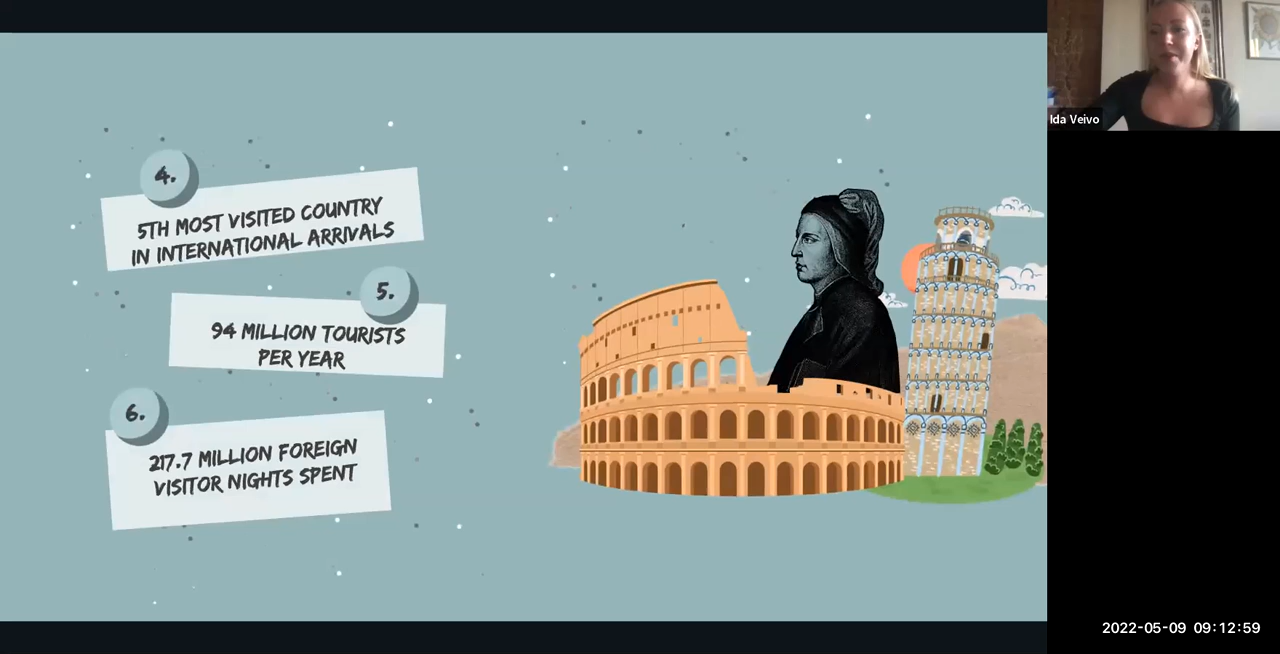 4.
5TH MOST VISITED COUNTRY
IN INTERNATIONAL ARRIVALS
5.
94 MILLION TOURISTS
PER YEAR
6.
217.7 MILLION FOREIGN
VISITOR NIGHTS SPENT
Ida Veivo
2022-05-09 09:12:59